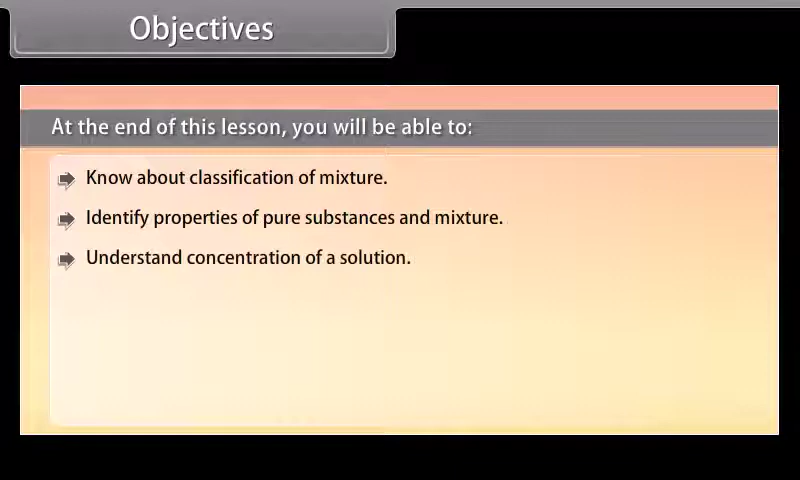 Objectives
At the end of this lesson, you will be able to:
Know about classification of mixture.
Identify properties of pure substances and mixture.
Understand concentration of a solution.